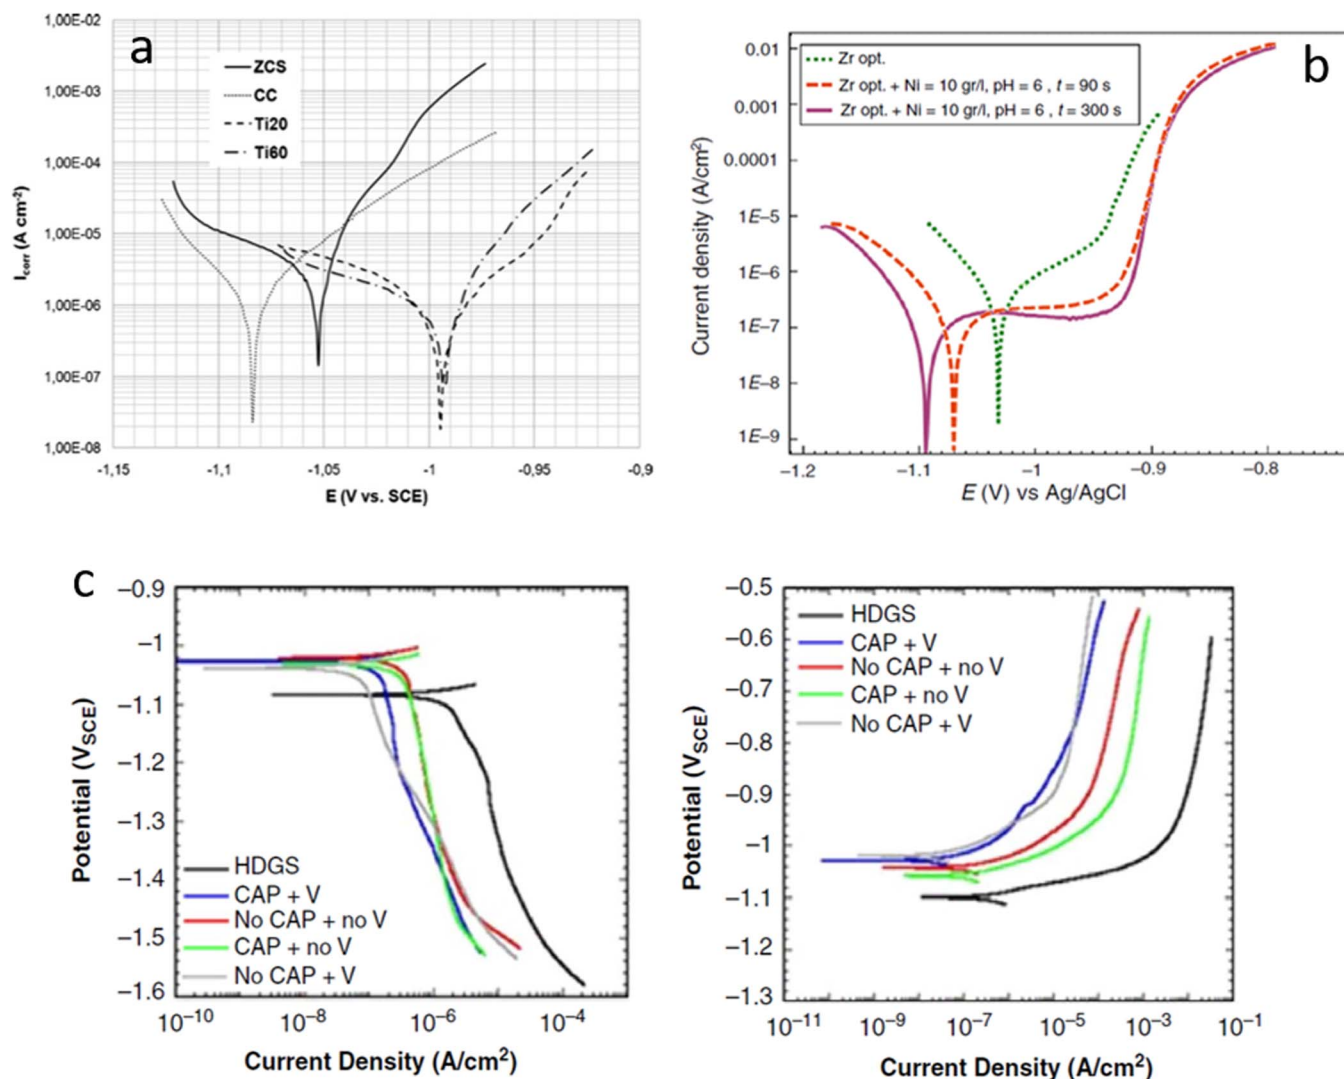 a
1,00E-02
1,00E-03
1,00E-04
1,00E-05
1,00E-06
1,00E-07
1,00E-08
I_corr (A cm⁻²)
ZCS
CC
Ti20
Ti60
-1,15 -1,1 -1,05 -1 -0,95 -0,9
E (V vs. SCE)
b
0.01
0.001
0.0001
1E−5
1E−6
1E−7
1E−8
1E−9
Current density (A/cm²)
Zr opt.
Zr opt. + Ni = 10 gr/l, pH = 6 , t = 90 s
Zr opt. + Ni = 10 gr/l, pH = 6 , t = 300 s
−1.2 −1.1 −1 −0.9 −0.8
E (V) vs Ag/AgCl
c
−0.9
−1
−1.1
−1.2
−1.3
−1.4
−1.5
−1.6
Potential (V_SCE)
HDGS
CAP + V
No CAP + no V
CAP + no V
No CAP + V
10⁻¹⁰ 10⁻⁸ 10⁻⁶ 10⁻⁴
Current Density (A/cm²)
−0.5
−0.6
−0.7
−0.8
−0.9
−1
−1.1
−1.2
−1.3
Potential (V_SCE)
HDGS
CAP + V
No CAP + no V
CAP + no V
No CAP + V
10⁻¹¹ 10⁻⁹ 10⁻⁷ 10⁻⁵ 10⁻³ 10⁻¹
Current Density (A/cm²)